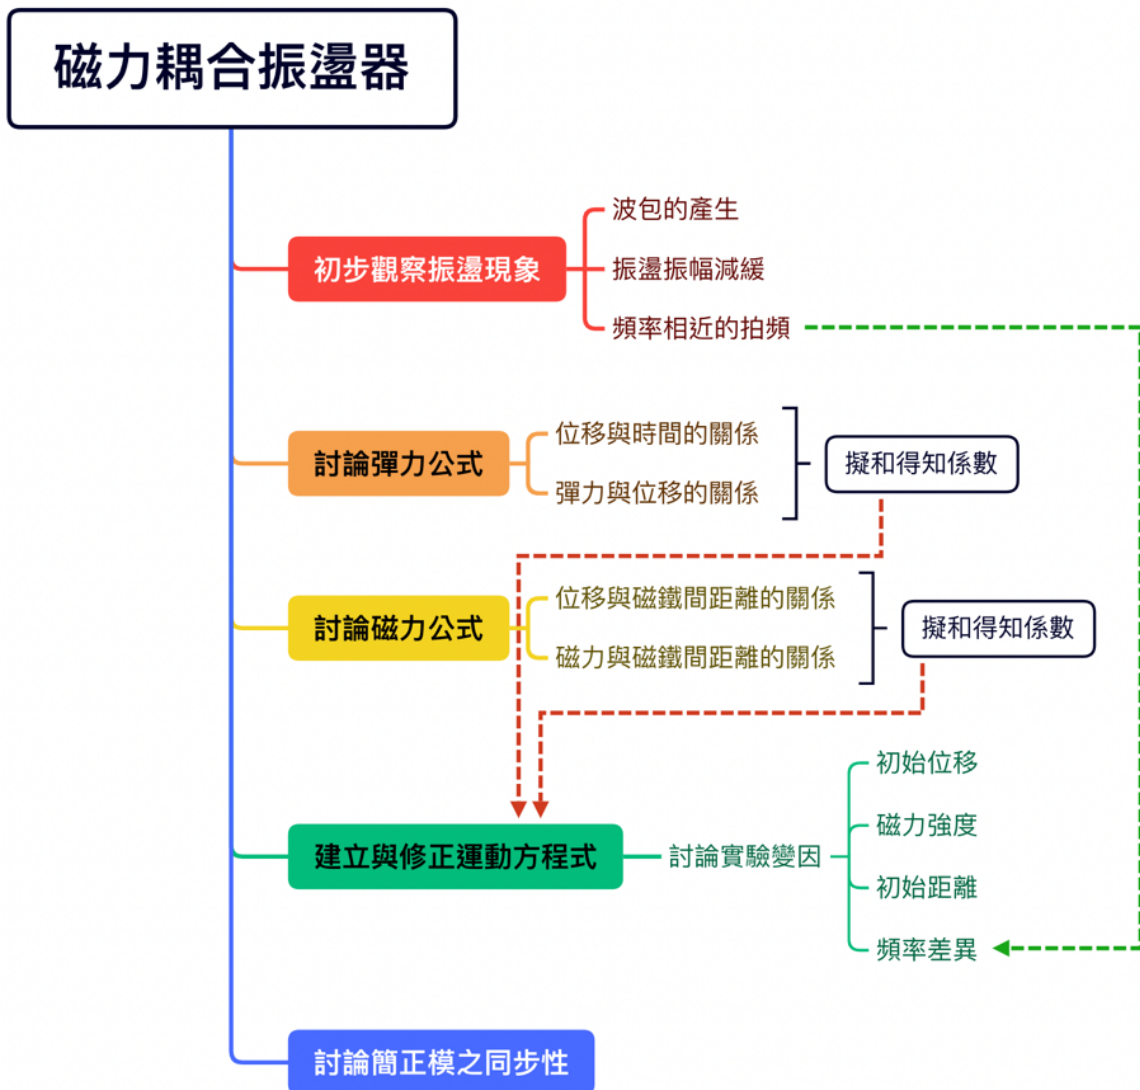 磁力耦合振盪器
初步觀察振盪現象
波包的產生
振盪振幅減緩
頻率相近的拍頻
討論彈力公式
位移與時間的關係
彈力與位移的關係
擬和得知係數
討論磁力公式
位移與磁鐵間距離的關係
磁力與磁鐵間距離的關係
擬和得知係數
建立與修正運動方程式
討論實驗變因
初始位移
磁力強度
初始距離
頻率差異
討論簡正模之同步性